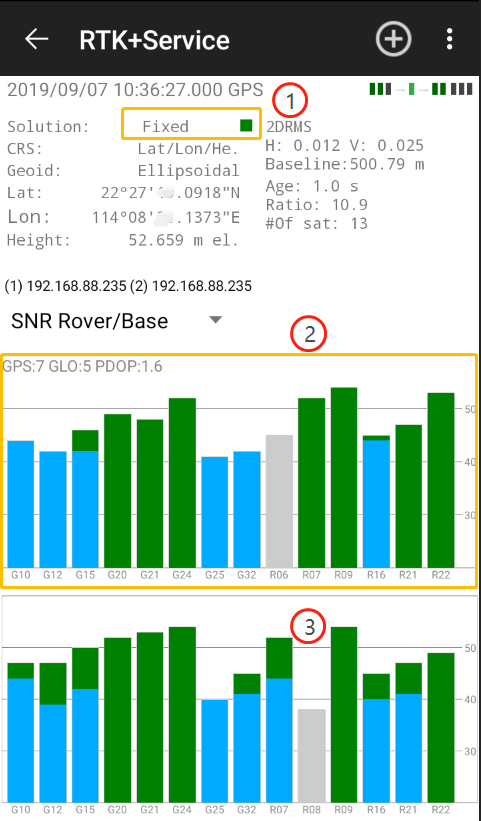 RTK+Service
2019/09/07 10:36:27.000 GPS
1
Solution: Fixed
2DRMS
CRS: Lat/Lon/He.
H: 0.012 V: 0.025
Geoid: Ellipsoidal
Baseline:500.79 m
Lat: 22°27' .0918"N
Age: 1.0 s
Lon: 114°08' .1373"E
Ratio: 10.9
Height: 52.659 m el.
#Of sat: 13
(1) 192.168.88.235 (2) 192.168.88.235
SNR Rover/Base
2
GPS:7 GLO:5 PDOP:1.6
50
40
30
G10 G12 G15 G20 G21 G24 G25 G32 R06 R07 R09 R16 R21 R22
3
50
40
30
G10 G12 G15 G20 G21 G24 G25 G32 R07 R08 R09 R16 R21 R22